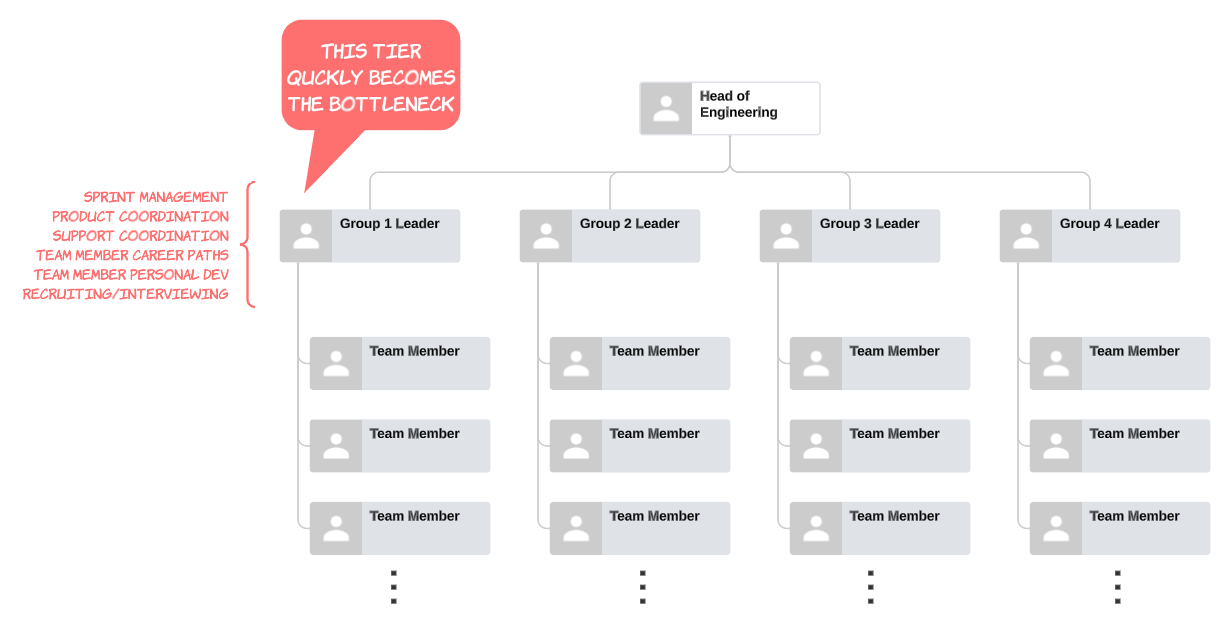 THIS TIER
QUCKLY BECOMES
THE BOTTLENECK
Head of
Engineering
SPRINT MANAGEMENT
PRODUCT COORDINATION
SUPPORT COORDINATION
TEAM MEMBER CAREER PATHS
TEAM MEMBER PERSONAL DEV
RECRUITING/INTERVIEWING
Group 1 Leader
Group 2 Leader
Group 3 Leader
Group 4 Leader
Team Member
Team Member
Team Member
Team Member
Team Member
Team Member
Team Member
Team Member
Team Member
Team Member
Team Member
Team Member